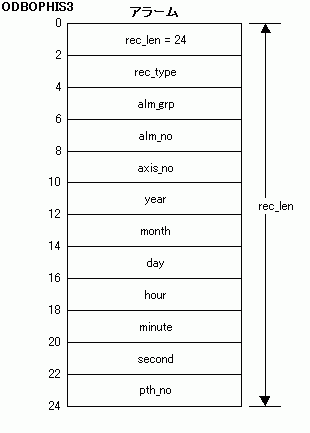 ODBOPHIS3
アラーム
0
rec_len = 24
2
rec_type
4
alm_grp
6
alm_no
8
axis_no
10
year
12
month
rec_len
14
day
16
hour
18
minute
20
second
22
pth_no
24